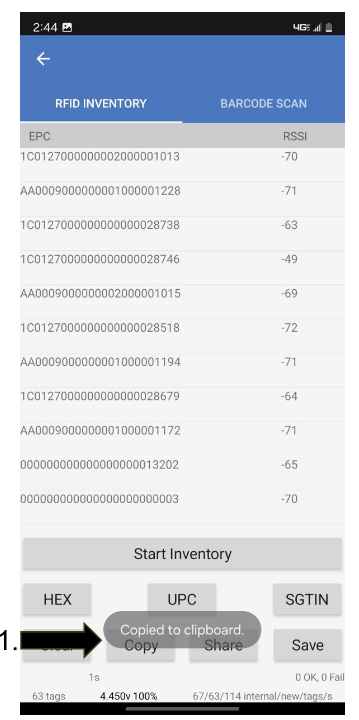 2:44 4G
RFID INVENTORY BARCODE SCAN
EPC RSSI
1C0127000000002000001013 -70
AA0009000000001000001228 -71
1C0127000000000000028738 -63
1C0127000000000000028746 -49
AA0009000000002000001015 -69
1C0127000000000000028518 -72
AA0009000000001000001194 -71
1C0127000000000000028679 -64
AA0009000000001000001172 -71
000000000000000000013202 -65
000000000000000000000003 -70
Start Inventory
HEX UPC SGTIN
Copied to clipboard.
1. Clear Copy Share Save
1s 0 OK, 0 Fail
63 tags 4.450v 100% 67/63/114 internal/new/tags/s